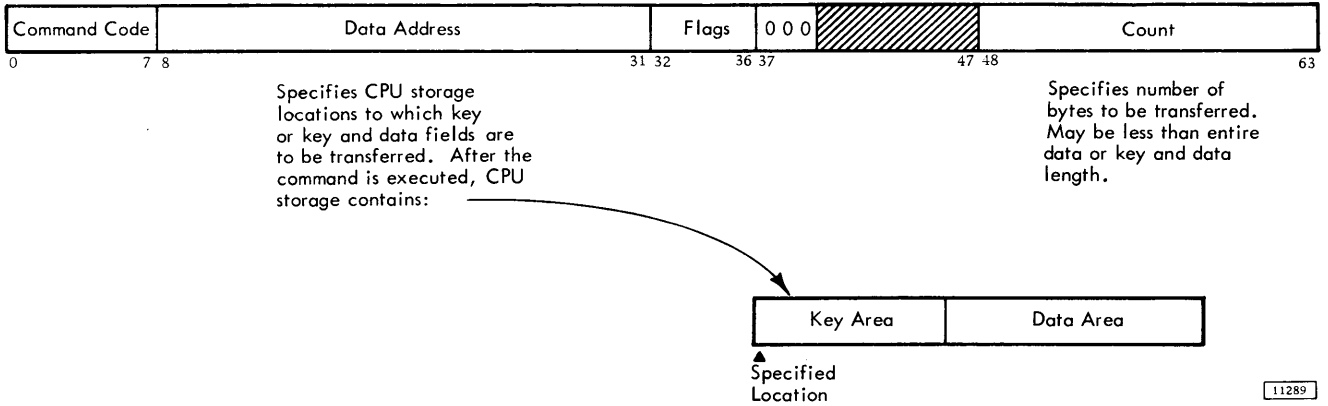 Command Code Data Address Flags 0 0 0 Count
0 7 8 31 32 36 37 47 48 63
Specifies CPU storage
locations to which key
or key and data fields are
to be transferred. After the
command is executed, CPU
storage contains:
Specifies number of
bytes to be transferred.
May be less than entire
data or key and data
length.
Key Area Data Area
Specified
Location
11289